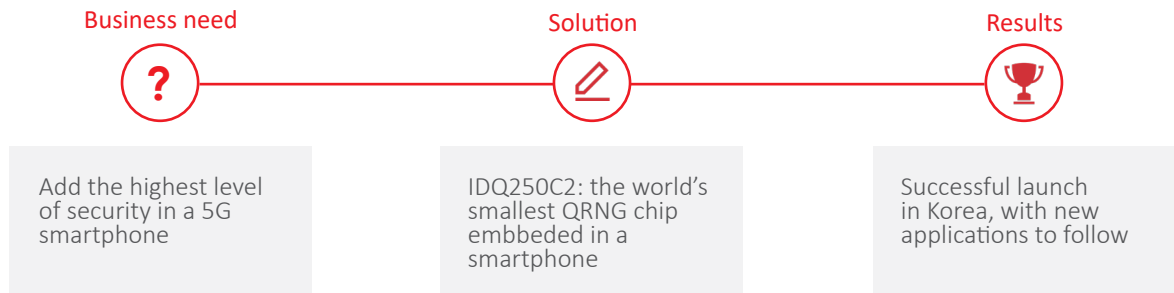 Business need
Solution
Results
?
Add the highest level
of security in a 5G
smartphone
IDQ250C2: the world's
smallest QRNG chip
embbeded in a
smartphone
Successful launch
in Korea, with new
applications to follow